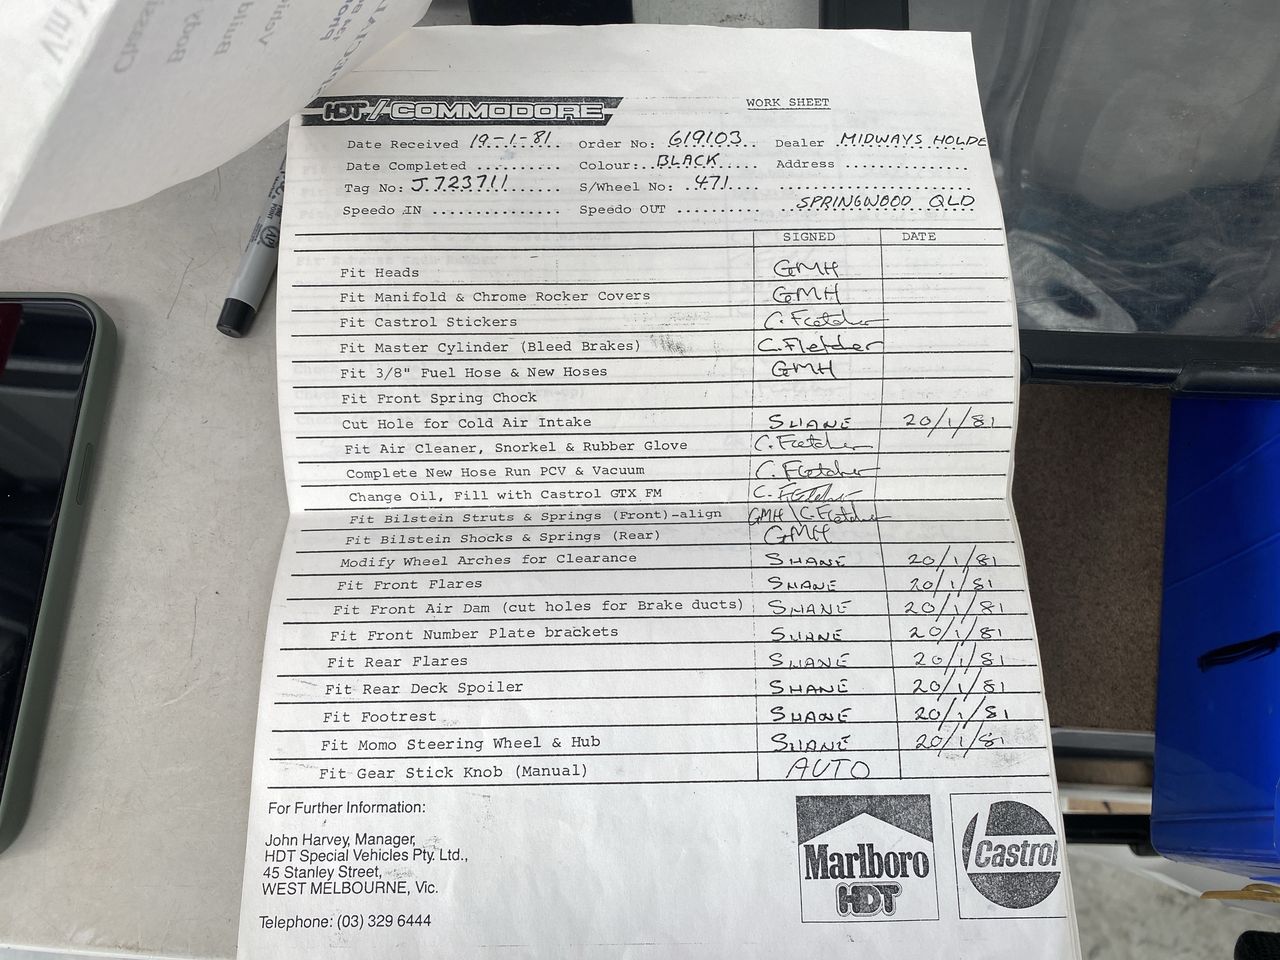 HDT/COMMODORE WORK SHEET
Date Received 19-1-81 Order No: 619103 Dealer MIDWAYS HOLDE
Date Completed .......... Colour: BLACK Address ..............
Tag No: J.723711 S/Wheel No: 471
Speedo IN .............. Speedo OUT .......... SPRINGWOOD QLD
SIGNED DATE
Fit Heads GMH
Fit Manifold & Chrome Rocker Covers GMH
Fit Castrol Stickers C. Fletcher
Fit Master Cylinder (Bleed Brakes) C. Fletcher
Fit 3/8" Fuel Hose & New Hoses GMH
Fit Front Spring Chock
Cut Hole for Cold Air Intake SHANE 20/1/81
Fit Air Cleaner, Snorkel & Rubber Glove C. Fletcher
Complete New Hose Run PCV & Vacuum C. Fletcher
Change Oil, Fill with Castrol GTX FM C. Fletcher
Fit Bilstein Struts & Springs (Front)-align GMH \ C. Fletcher
Fit Bilstein Shocks & Springs (Rear) GMH
Modify Wheel Arches for Clearance SHANE 20/1/81
Fit Front Flares SHANE 20/1/81
Fit Front Air Dam (cut holes for Brake ducts) SHANE 20/1/81
Fit Front Number Plate brackets SHANE 20/1/81
Fit Rear Flares SHANE 20/1/81
Fit Rear Deck Spoiler SHANE 20/1/81
Fit Footrest SHANE 20/1/81
Fit Momo Steering Wheel & Hub SHANE 20/1/81
Fit Gear Stick Knob (Manual) AUTO
For Further Information:
John Harvey, Manager,
HDT Special Vehicles Pty. Ltd.,
45 Stanley Street,
WEST MELBOURNE, Vic.
Telephone: (03) 329 6444
Marlboro
HDT
Castrol